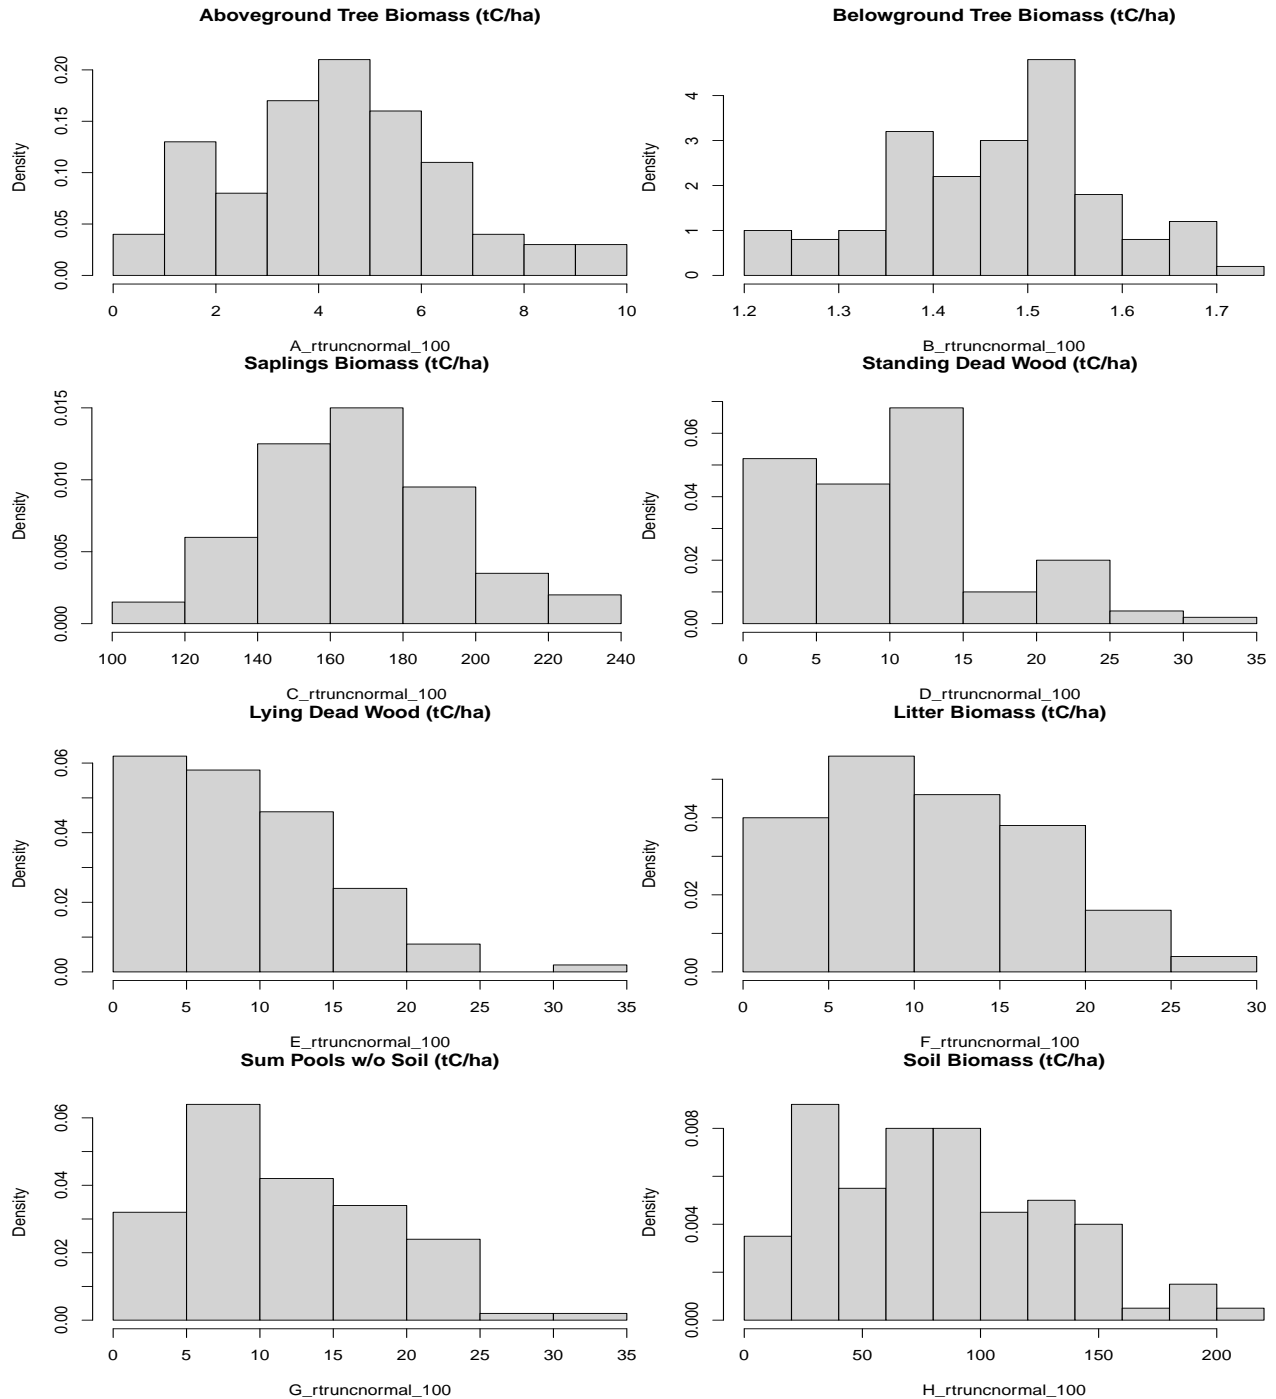 Aboveground Tree Biomass (tC/ha)
Density
0.00 0.05 0.10 0.15 0.20
0 2 4 6 8 10
A_rtruncnormal_100
Belowground Tree Biomass (tC/ha)
Density
0 1 2 3 4
1.2 1.3 1.4 1.5 1.6 1.7
B_rtruncnormal_100
Saplings Biomass (tC/ha)
Density
0.000 0.005 0.010 0.015
100 120 140 160 180 200 220 240
C_rtruncnormal_100
Standing Dead Wood (tC/ha)
Density
0.00 0.02 0.04 0.06
0 5 10 15 20 25 30 35
D_rtruncnormal_100
Lying Dead Wood (tC/ha)
Density
0.00 0.02 0.04 0.06
0 5 10 15 20 25 30 35
E_rtruncnormal_100
Litter Biomass (tC/ha)
Density
0.00 0.02 0.04
0 5 10 15 20 25 30
F_rtruncnormal_100
Sum Pools w/o Soil (tC/ha)
Density
0.00 0.02 0.04 0.06
0 5 10 15 20 25 30 35
G_rtruncnormal_100
Soil Biomass (tC/ha)
Density
0.000 0.004 0.008
0 50 100 150 200
H_rtruncnormal_100